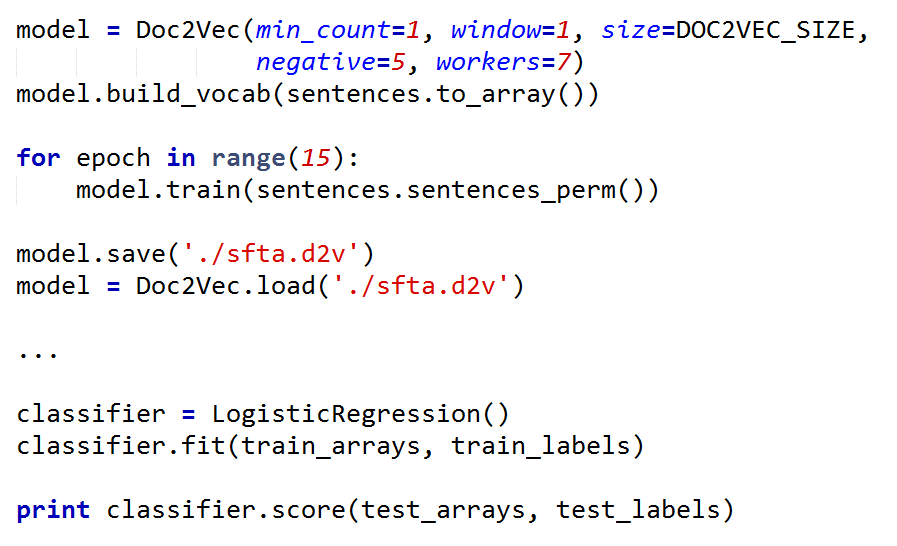 model = Doc2Vec(min_count=1, window=1, size=DOC2VEC_SIZE,
                negative=5, workers=7)
model.build_vocab(sentences.to_array())

for epoch in range(15):
    model.train(sentences.sentences_perm())

model.save('./sfta.d2v')
model = Doc2Vec.load('./sfta.d2v')

...

classifier = LogisticRegression()
classifier.fit(train_arrays, train_labels)

print classifier.score(test_arrays, test_labels)